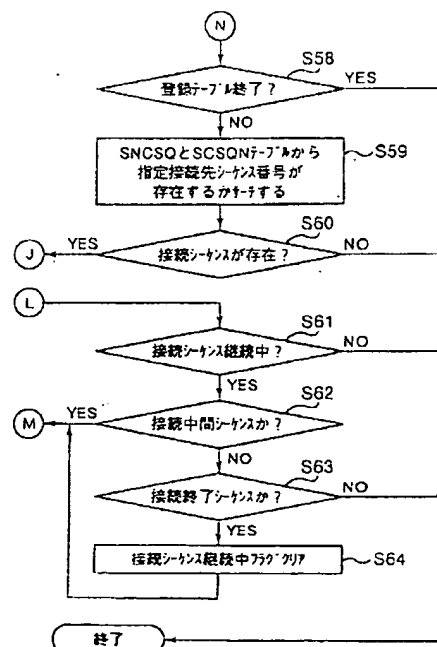 N
S58
登録テーブル終了?
YES
NO
SNCSQとSCSQNテーブルから
指定接続先シーケンス番号が
存在するかサーチする
S59
S60
J
YES
接続シーケンスが存在?
NO
L
S61
接続シーケンス継続中?
NO
YES
S62
M
YES
接続中間シーケンスか?
NO
S63
接続終了シーケンスか?
NO
YES
接続シーケンス継続中フラグクリア
S64
終了